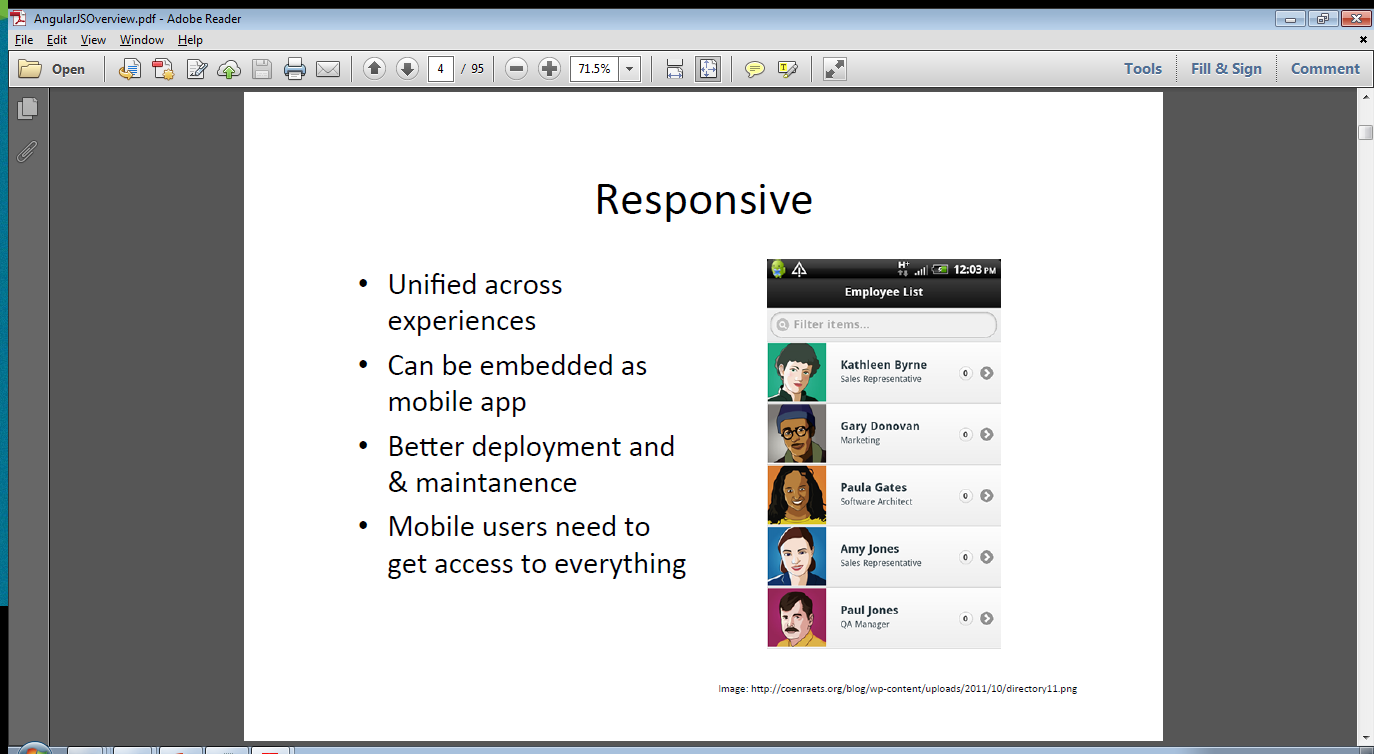 AngularJSOverview.pdf - Adobe Reader
File Edit View Window Help
Open 4 / 95 71.5% Tools Fill & Sign Comment
Responsive
• Unified across
experiences
• Can be embedded as
mobile app
• Better deployment and
& maintanence
• Mobile users need to
get access to everything
H+ 12:03 PM
Employee List
Filter items...
Kathleen Byrne
Sales Representative
0
Gary Donovan
Marketing
0
Paula Gates
Software Architect
0
Amy Jones
Sales Representative
0
Paul Jones
QA Manager
0
Image: http://coenraets.org/blog/wp-content/uploads/2011/10/directory11.png